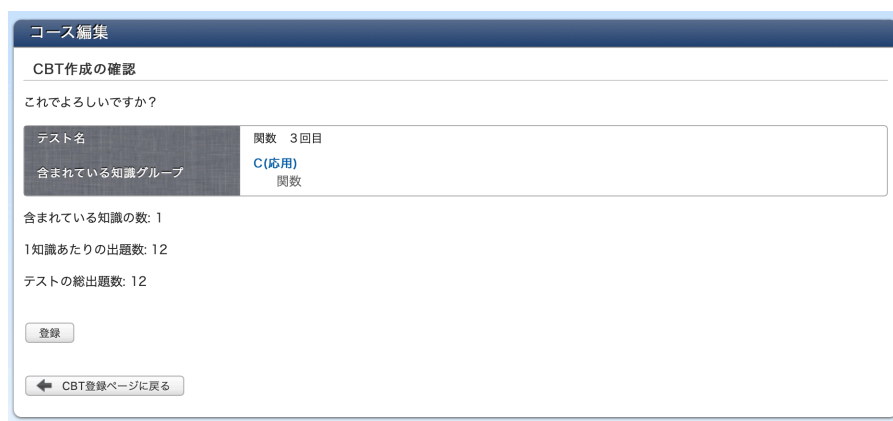 コース編集
CBT作成の確認
これでよろしいですか？
テスト名
関数　３回目
含まれている知識グループ
C(応用)
関数
含まれている知識の数: 1
1知識あたりの出題数: 12
テストの総出題数: 12
登録
CBT登録ページに戻る